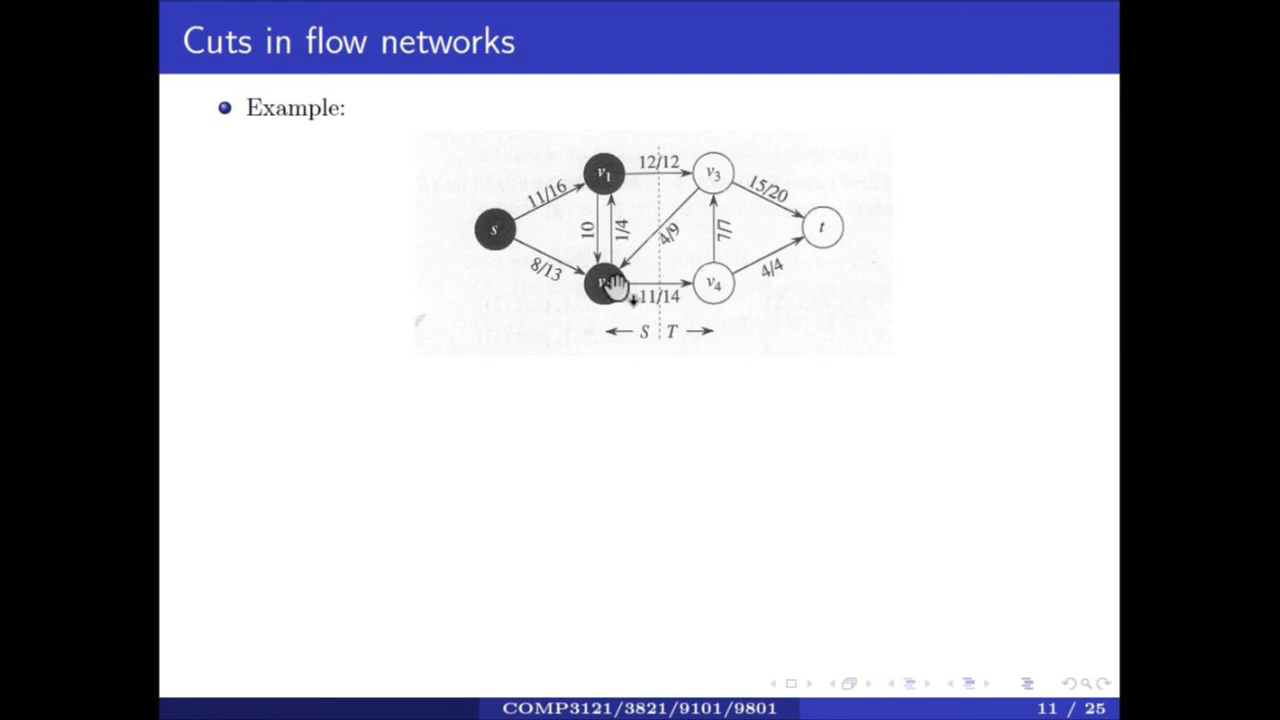 Cuts in flow networks
Example:
12/12
v1
v3
11/16
15/20
s
10
1/4
4/9
7/7
t
8/13
4/4
v
v4
11/14
S T
COMP3121/3821/9101/9801
11 / 25